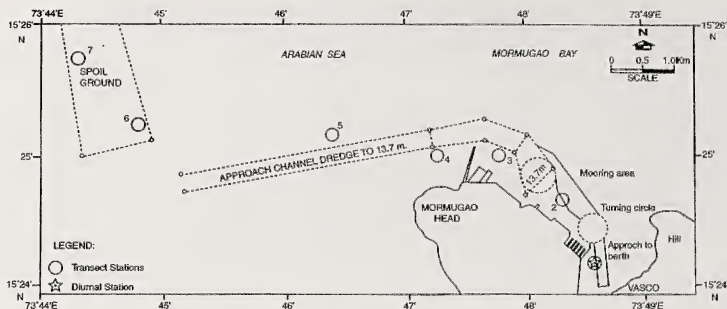 73°44' E 45' 46' 47' 48' 73°49' E
15°26' N
15°26' N
ARABIAN SEA
MORMUGAO BAY
N
0 0.5 1.0Km
SCALE
7
SPOIL
GROUND
6
5
4
3
25'
25'
APPROACH CHANNEL DREDGE TO 13.7 m.
13.7m.
Mooring area
2
Turning circle
MORMUGAO
HEAD
Approch to
berth
Hill
LEGEND:
Transect Stations
Diurnal Station
VASCO
15°24'
N
15°24'
N
73°44' E 45' 46' 47' 48' 73°49' E